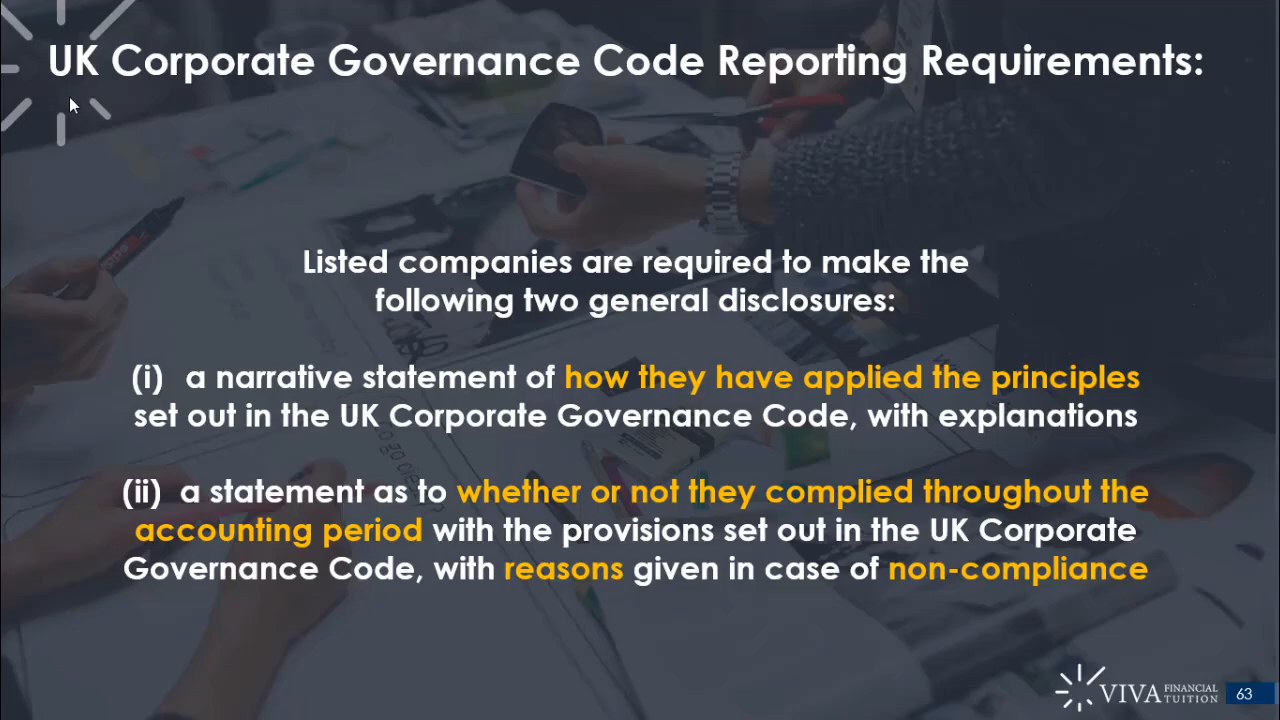 UK Corporate Governance Code Reporting Requirements:
Listed companies are required to make the
following two general disclosures:
(i) a narrative statement of how they have applied the principles
set out in the UK Corporate Governance Code, with explanations
(ii) a statement as to whether or not they complied throughout the
accounting period with the provisions set out in the UK Corporate
Governance Code, with reasons given in case of non-compliance
VIVA FINANCIAL
TUITION
63